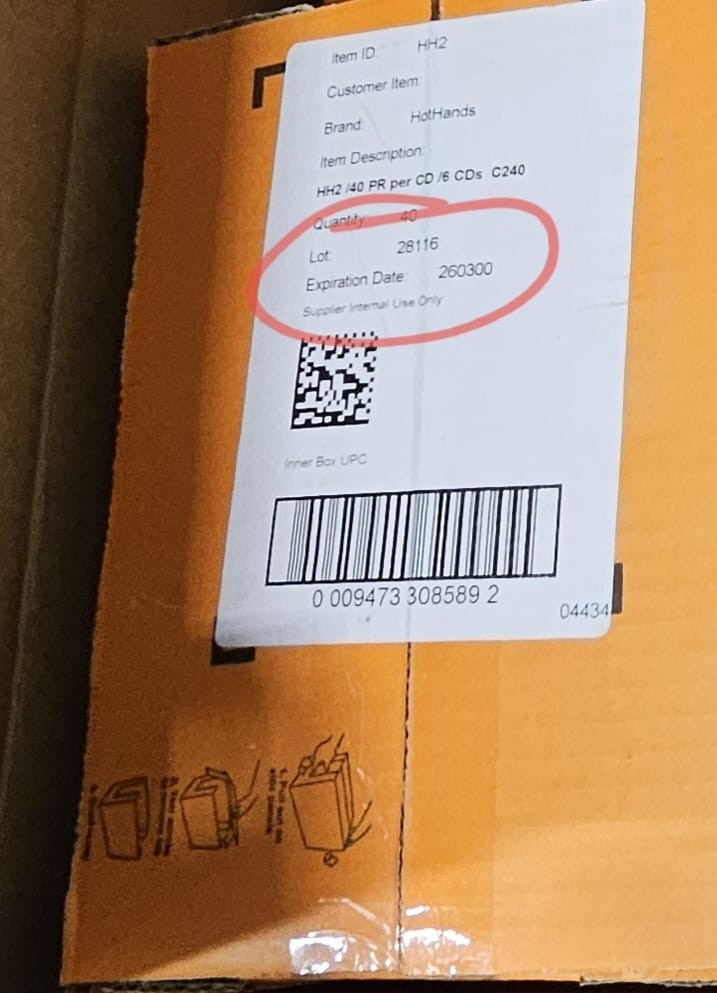 Item ID: HH2
Customer Item:
Brand: HotHands
Item Description:
HH2 /40 PR per CD /6 CDs C240
Quantity: 40
Lot: 28116
Expiration Date: 260300
Supplier Internal Use Only
Inner Box UPC
0 009473 308589 2
04434